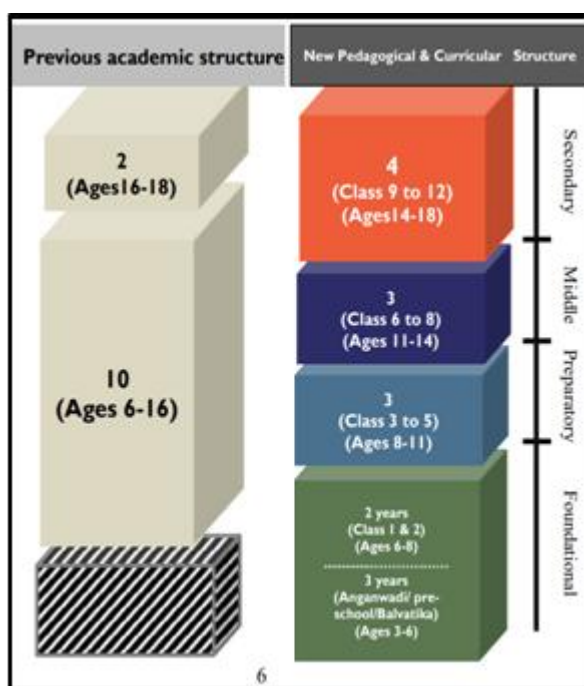 Previous academic structure
New Pedagogical & Curricular Structure
2
(Ages16-18)
10
(Ages 6-16)
4
(Class 9 to 12)
(Ages14-18)
3
(Class 6 to 8)
(Ages 11-14)
3
(Class 3 to 5)
(Ages 8-11)
2 years
(Class 1 & 2)
(Ages 6-8)
3 years
(Anganwadi/ pre-
school/Balvatika)
(Ages 3-6)
Secondary
Middle
Preparatory
Foundational
6